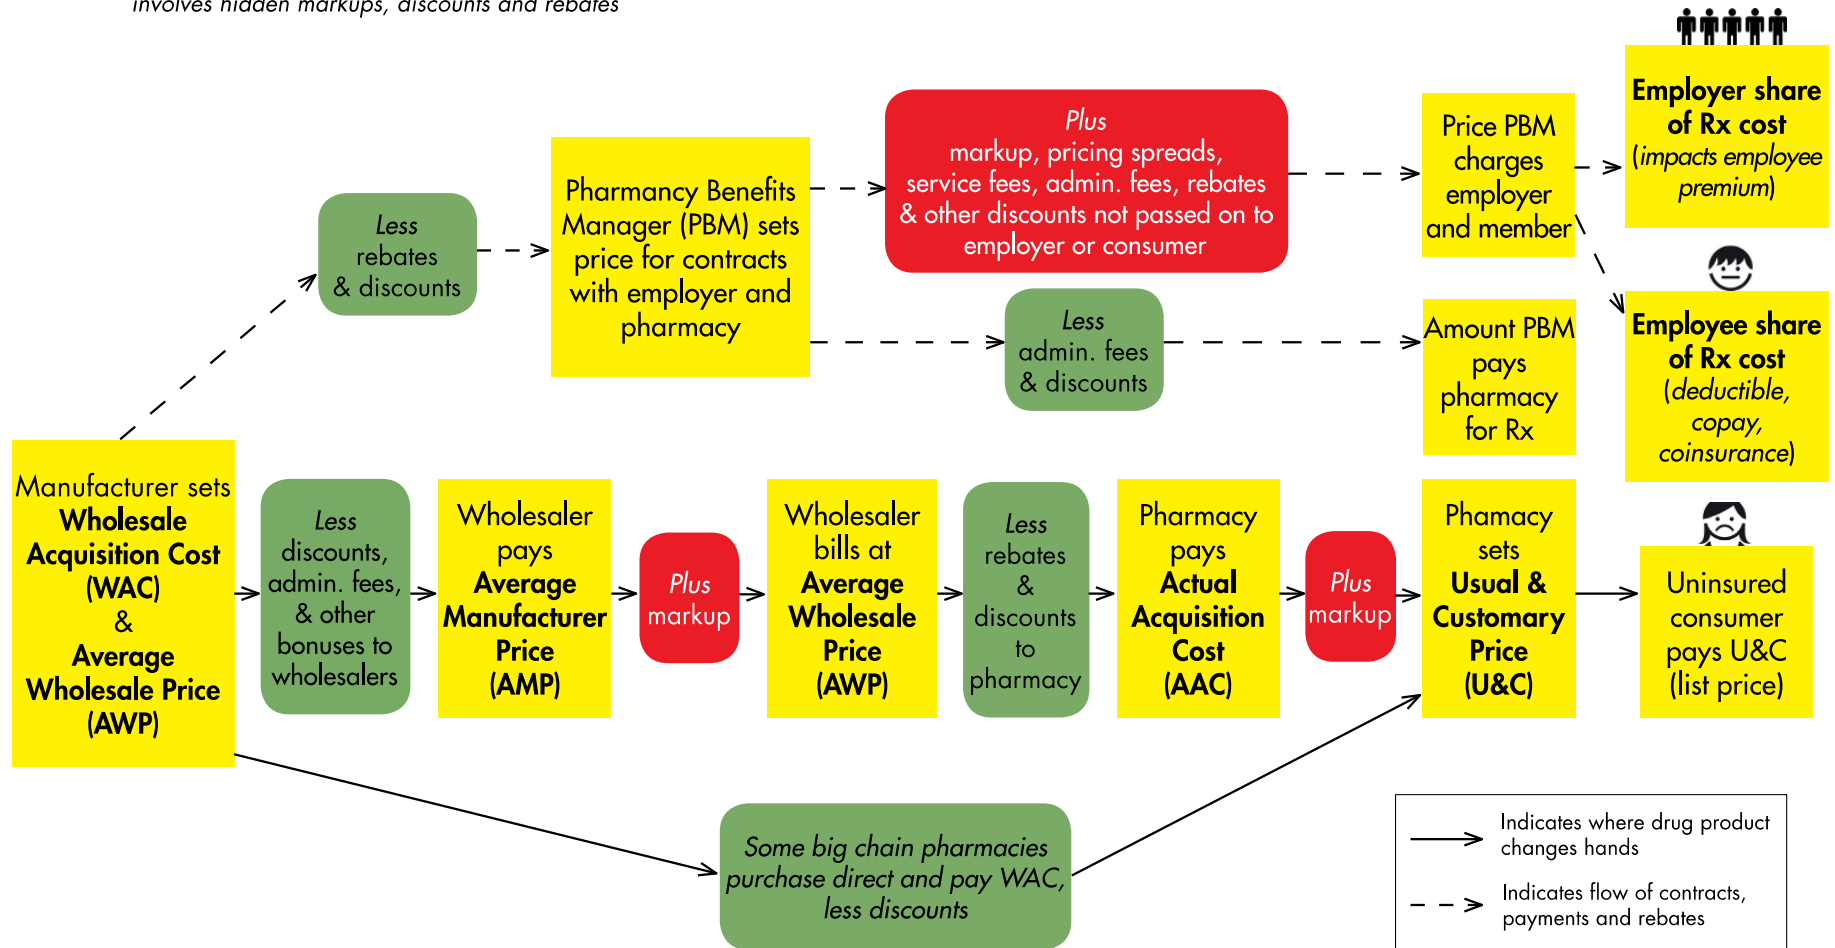 involves hidden markups, discounts and rebates
Less
rebates
& discounts
Pharmancy Benefits
Manager (PBM) sets
price for contracts
with employer and
pharmacy
Plus
markup, pricing spreads,
service fees, admin. fees, rebates
& other discounts not passed on to
employer or consumer
Less
admin. fees
& discounts
Price PBM
charges
employer
and member
Amount PBM
pays
pharmacy
for Rx
Employer share
of Rx cost
(impacts employee
premium)
Employee share
of Rx cost
(deductible,
copay,
coinsurance)
Manufacturer sets
Wholesale
Acquisition Cost
(WAC)
&
Average
Wholesale Price
(AWP)
Less
discounts,
admin. fees,
& other
bonuses to
wholesalers
Wholesaler
pays
Average
Manufacturer
Price
(AMP)
Plus
markup
Wholesaler
bills at
Average
Wholesale
Price
(AWP)
Less
rebates
&
discounts
to
pharmacy
Pharmacy
pays
Actual
Acquisition
Cost
(AAC)
Plus
markup
Phamacy
sets
Usual &
Customary
Price
(U&C)
Uninsured
consumer
pays U&C
(list price)
Some big chain pharmacies
purchase direct and pay WAC,
less discounts
Indicates where drug product
changes hands
Indicates flow of contracts,
payments and rebates